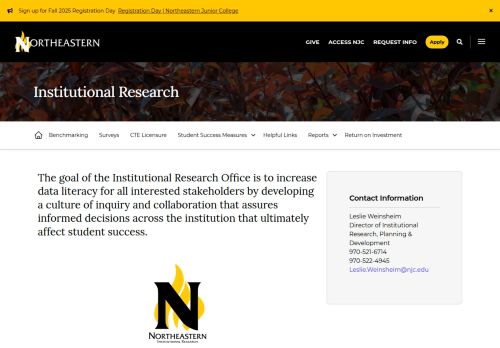 Sign up for Fall 2025 Registration Day Registration Day | Northeastern Junior College ×
NORTHEASTERN GIVE ACCESS NJC REQUEST INFO Apply
Institutional Research
Benchmarking Surveys CTE Licensure Student Success Measures Helpful Links Reports Return on Investment
The goal of the Institutional Research Office is to increase
data literacy for all interested stakeholders by developing
a culture of inquiry and collaboration that assures
informed decisions across the institution that ultimately
affect student success.
Contact Information
Leslie Weinsheim
Director of Institutional
Research, Planning &
Development
970-521-6714
970-522-4945
Leslie.Weinsheim@njc.edu
N
NORTHEASTERN
INSTITUTIONAL RESEARCH